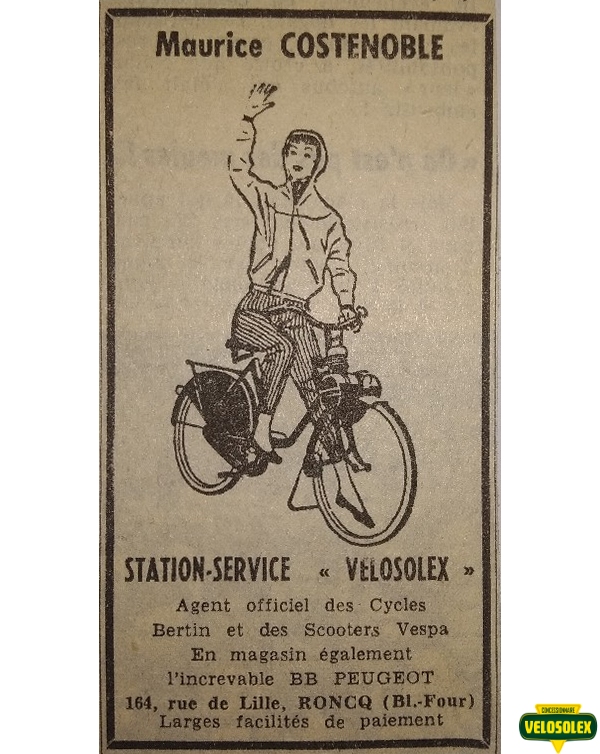 Maurice COSTENOBLE
STATION-SERVICE « VELOSOLEX »
Agent officiel des Cycles
Bertin et des Scooters Vespa
En magasin également
l'increvable BB PEUGEOT
164, rue de Lille, RONCQ (Bl.-Four)
Larges facilités de paiement
CONCESSIONNAIRE
VELOSOLEX